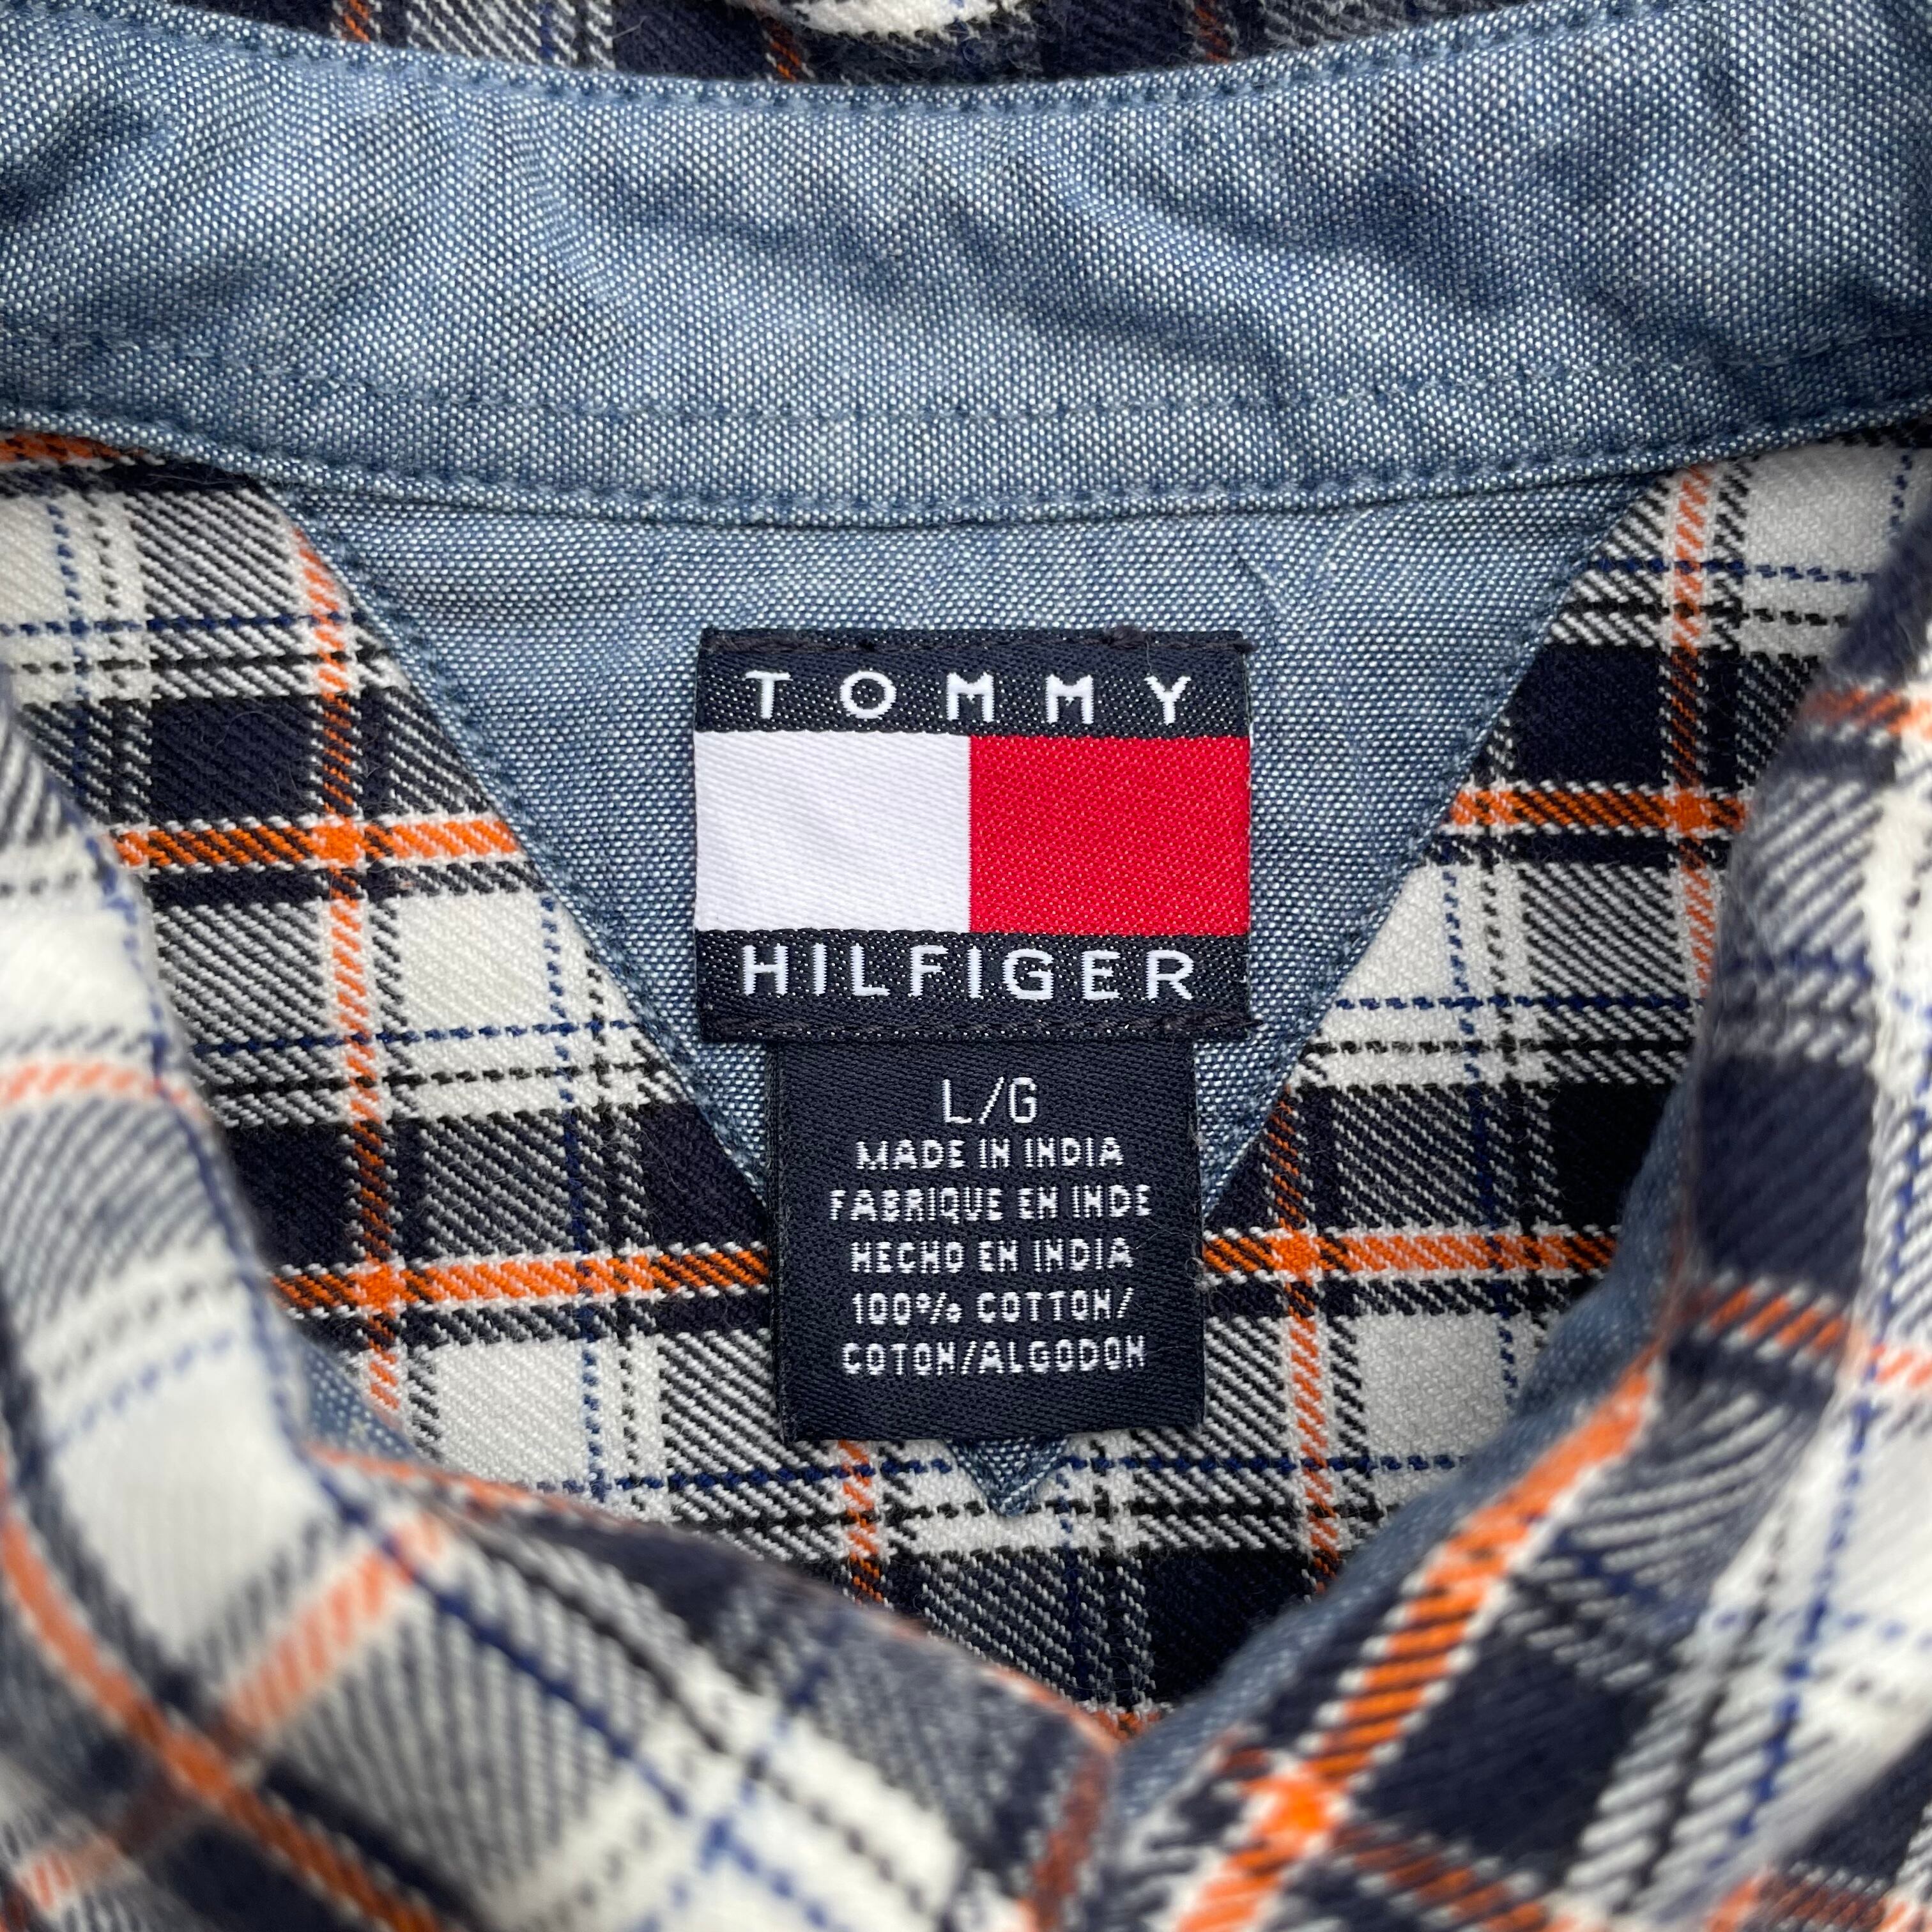 TOMMY
HILFIGER
L/G
MADE IN INDIA
FABRIQUE EN INDE
HECHO EN INDIA
100% COTTON/
COTON/ALGODON